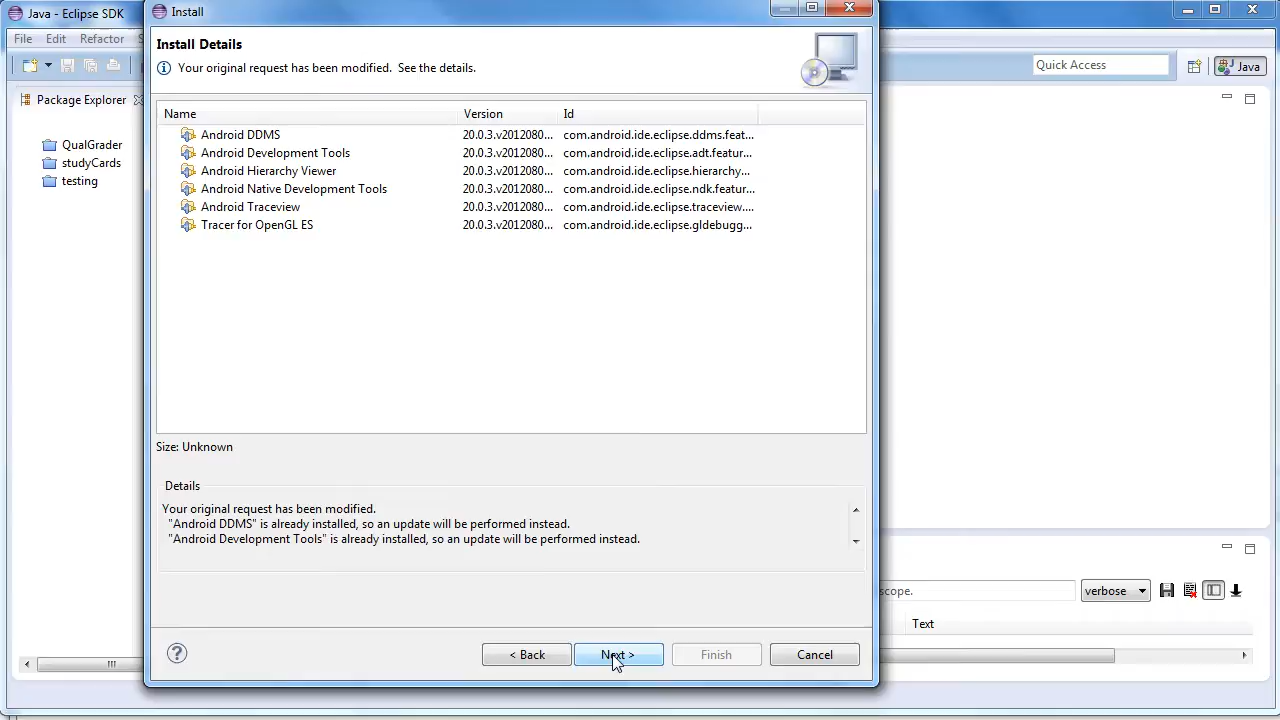 Java - Eclipse SDK
Install
File Edit Refactor
Quick Access
Java
Package Explorer
QualGrader
studyCards
testing
Install Details
Your original request has been modified. See the details.
Name Version Id
Android DDMS 20.0.3.v2012080... com.android.ide.eclipse.ddms.feat...
Android Development Tools 20.0.3.v2012080... com.android.ide.eclipse.adt.featur...
Android Hierarchy Viewer 20.0.3.v2012080... com.android.ide.eclipse.hierarchy...
Android Native Development Tools 20.0.3.v2012080... com.android.ide.eclipse.ndk.featur...
Android Traceview 20.0.3.v2012080... com.android.ide.eclipse.traceview....
Tracer for OpenGL ES 20.0.3.v2012080... com.android.ide.eclipse.gldebugg...
Size: Unknown
Details
Your original request has been modified.
"Android DDMS" is already installed, so an update will be performed instead.
"Android Development Tools" is already installed, so an update will be performed instead.
scope.
verbose
Text
< Back Next > Finish Cancel